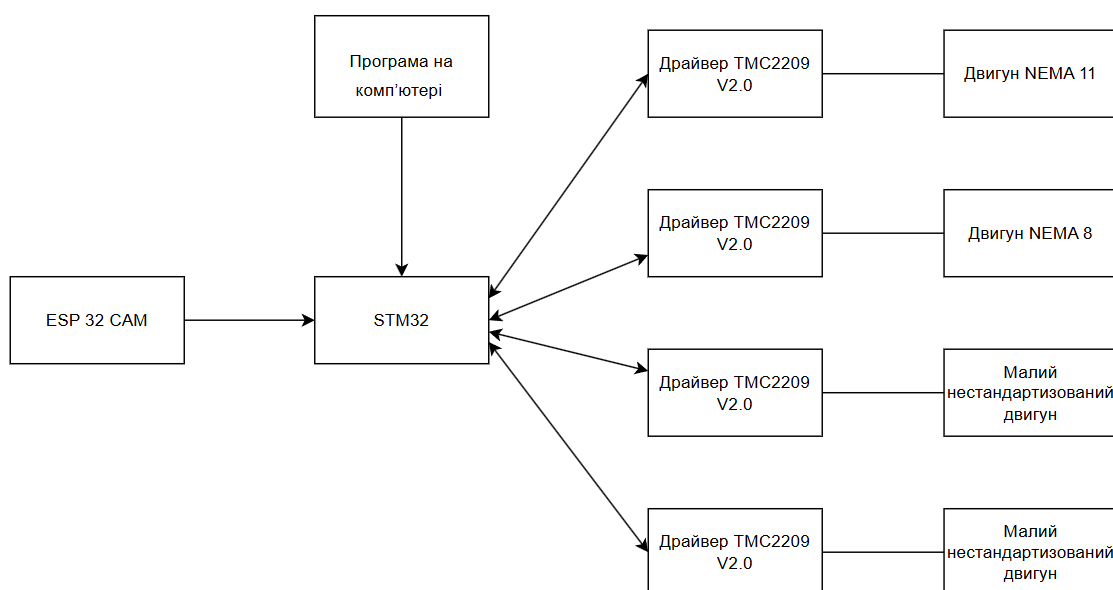 Програма на
комп'ютері
Драйвер TMC2209
V2.0
Двигун NEMA 11
Драйвер TMC2209
V2.0
Двигун NEMA 8
ESP 32 CAM
STM32
Драйвер TMC2209
V2.0
Малий
нестандартизований
двигун
Драйвер TMC2209
V2.0
Малий
нестандартизований
двигун